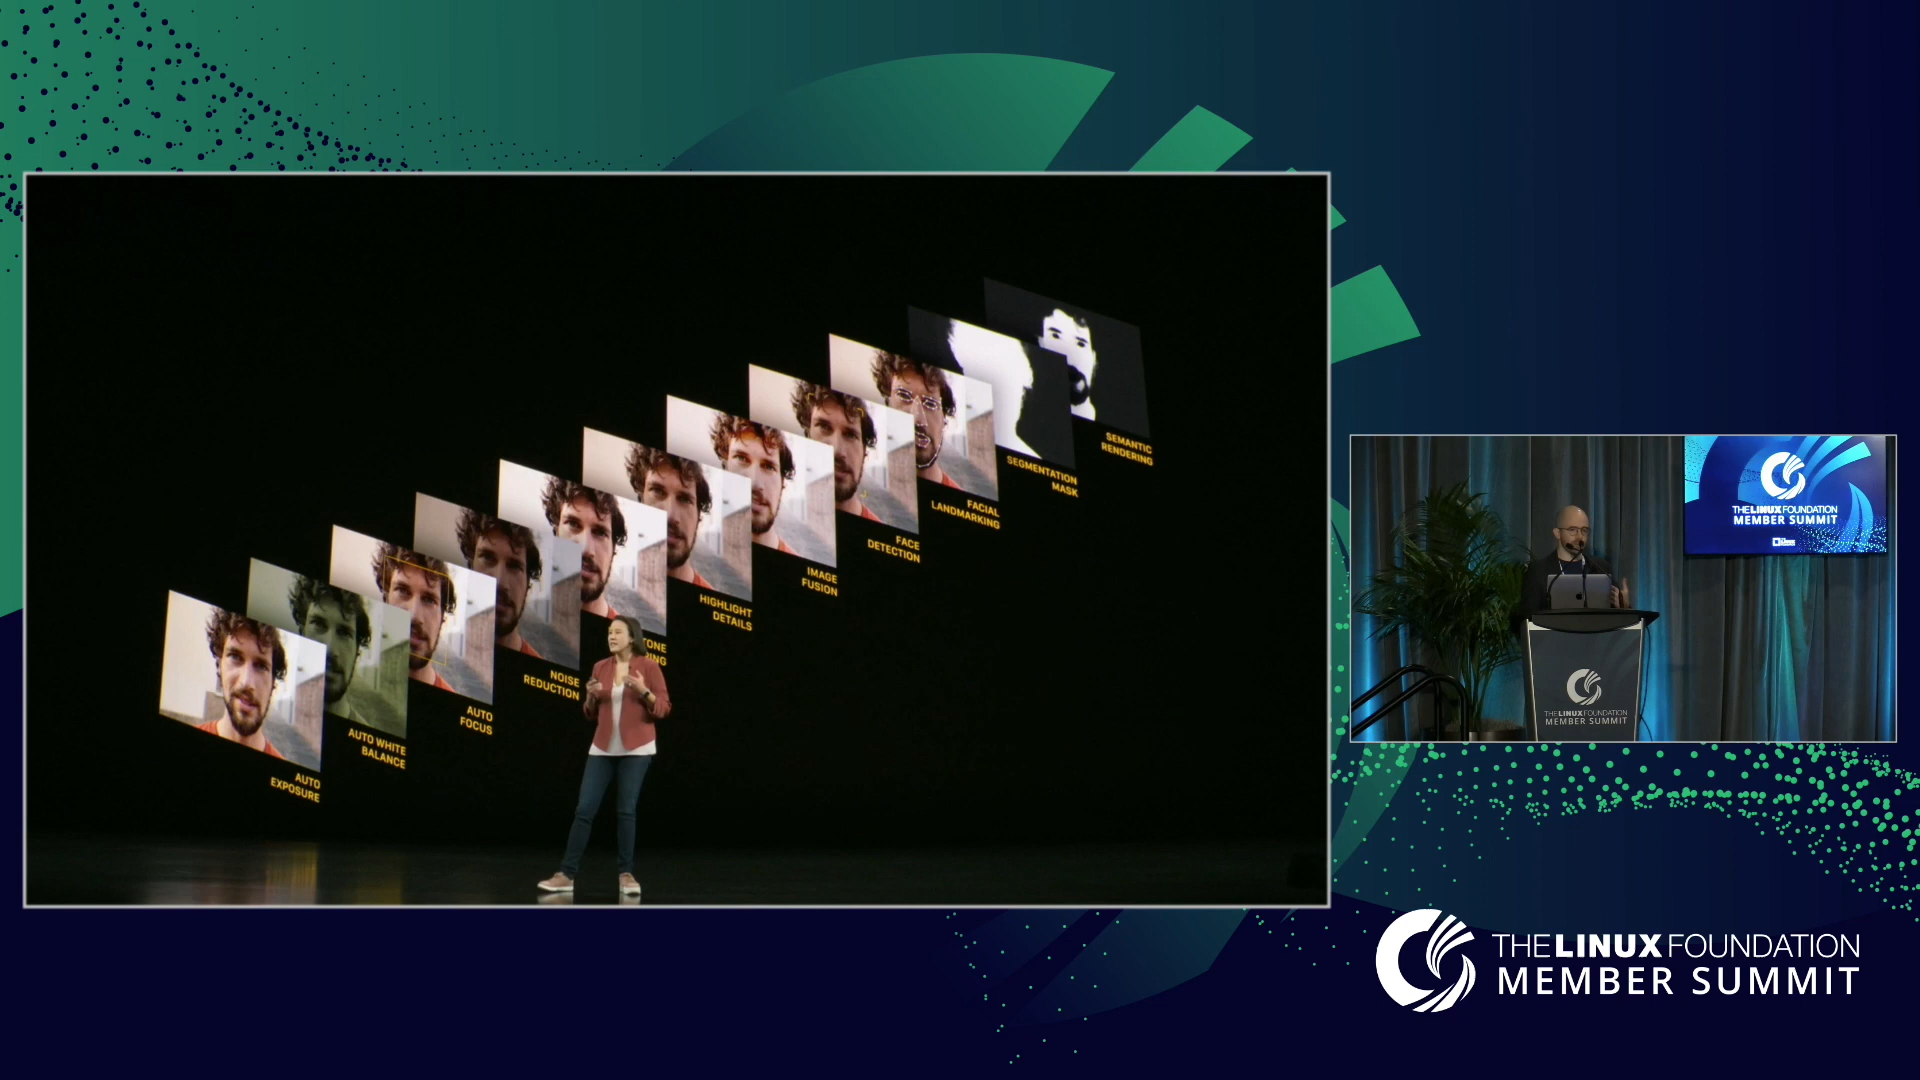 AUTO
EXPOSURE
AUTO WHITE
BALANCE
AUTO
FOCUS
NOISE
REDUCTION
TONE
HIGHLIGHT
DETAILS
IMAGE
FUSION
FACE
DETECTION
FACIAL
LANDMARKING
SEGMENTATION
MASK
SEMANTIC
RENDERING
THE LINUX FOUNDATION
MEMBER SUMMIT
THE LINUX FOUNDATION
MEMBER SUMMIT
THE LINUX FOUNDATION
MEMBER SUMMIT